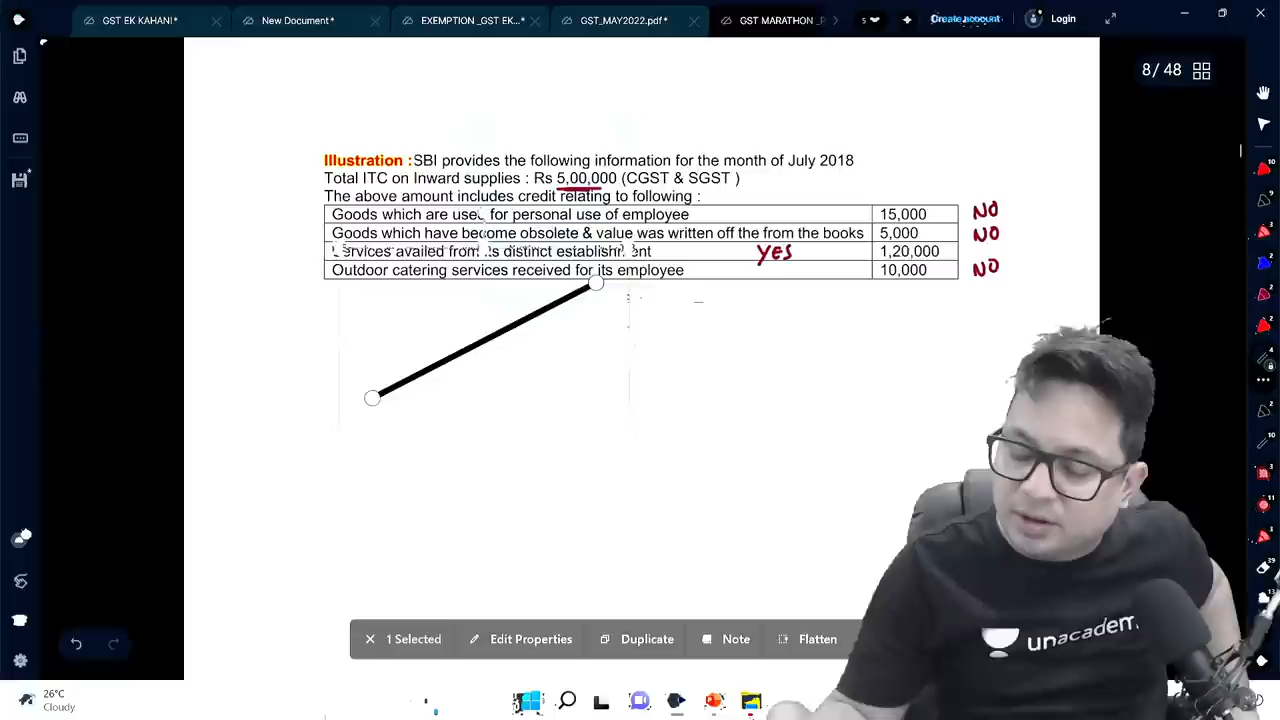 GST EK KAHANI*
New Document*
EXEMPTION _GST EK...*
GST_MAY2022.pdf*
GST MARATHON
5
Create account
Login
8/ 48
Illustration :SBI provides the following information for the month of July 2018
Total ITC on Inward supplies : Rs 5,00,000 (CGST & SGST )
The above amount includes credit relating to following :
Goods which are used for personal use of employee 15,000 NO
Goods which have become obsolete & value was written off the from the books 5,000 NO
Services availed from its distinct establishment YES 1,20,000
Outdoor catering services received for its employee 10,000 NO
1 Selected
Edit Properties
Duplicate
Note
Flatten
unacadem
26°C
Cloudy